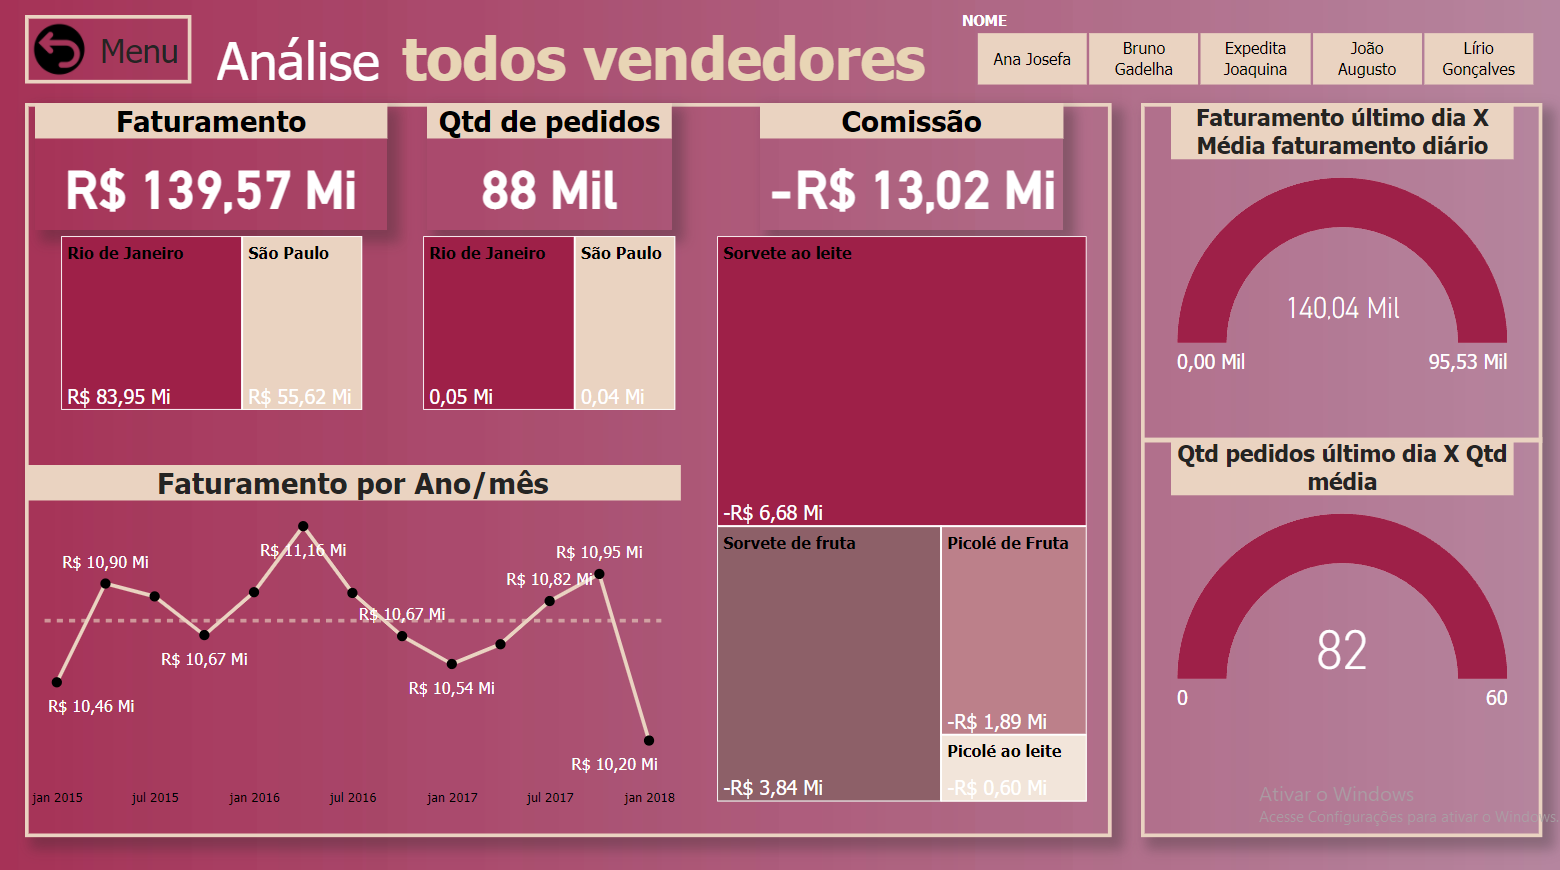 Menu
Análise todos vendedores
NOME
Ana Josefa
Bruno
Gadelha
Expedita
Joaquina
João
Augusto
Lírio
Gonçalves
Faturamento
R$ 139,57 Mi
Qtd de pedidos
88 Mil
Comissão
-R$ 13,02 Mi
Rio de Janeiro
R$ 83,95 Mi
São Paulo
R$ 55,62 Mi
Rio de Janeiro
0,05 Mi
São Paulo
0,04 Mi
Sorvete ao leite
-R$ 6,68 Mi
Sorvete de fruta
-R$ 3,84 Mi
Picolé de Fruta
-R$ 1,89 Mi
Picolé ao leite
-R$ 0,60 Mi
Faturamento por Ano/mês
R$ 10,46 Mi
R$ 10,90 Mi
R$ 10,67 Mi
R$ 11,16 Mi
R$ 10,67 Mi
R$ 10,54 Mi
R$ 10,82 Mi
R$ 10,95 Mi
R$ 10,20 Mi
jan 2015
jul 2015
jan 2016
jul 2016
jan 2017
jul 2017
jan 2018
Faturamento último dia X
Média faturamento diário
140,04 Mil
0,00 Mil
95,53 Mil
Qtd pedidos último dia X Qtd
média
82
0
60
Ativar o Windows
Acesse Configurações para ativar o Windows.